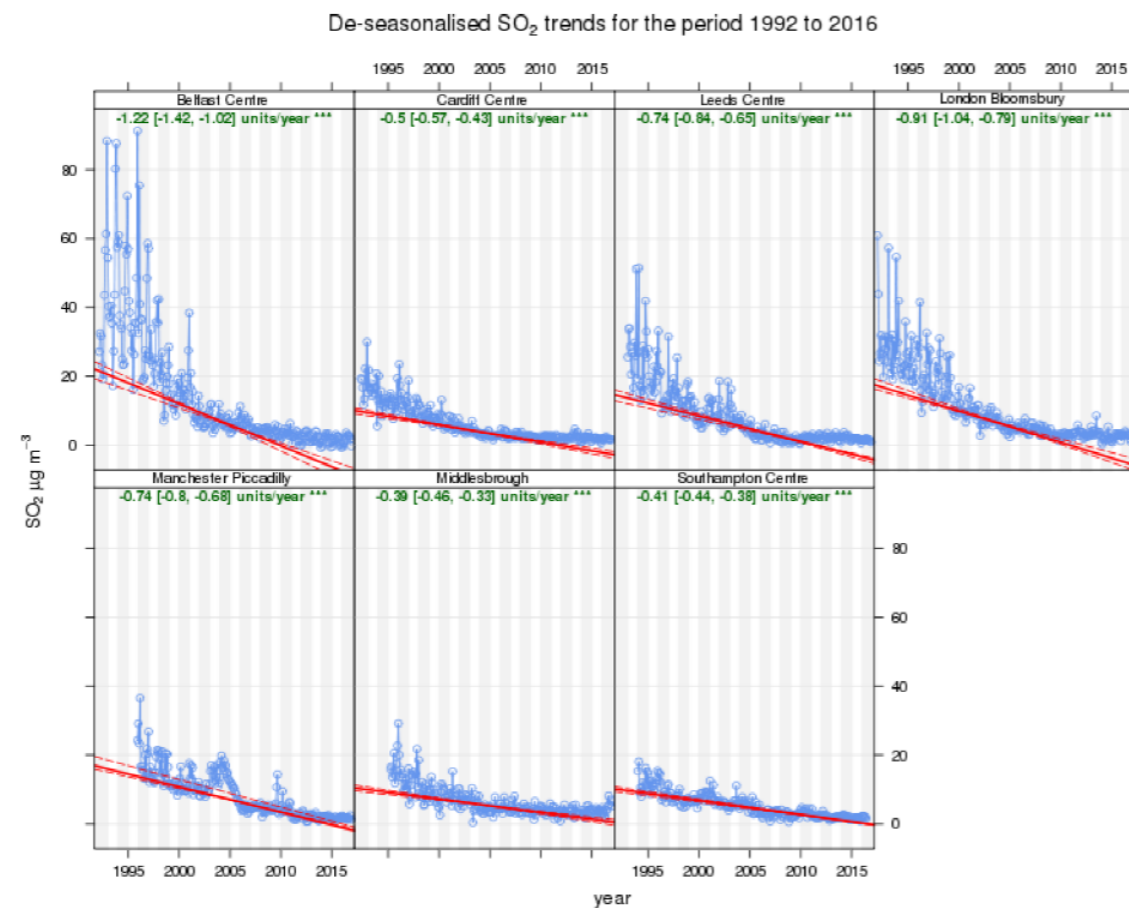 De-seasonalised SO₂ trends for the period 1992 to 2016
1995 2000 2005 2010 2015 1995 2000 2005 2010 2015
Belfast Centre Cardiff Centre Leeds Centre London Bloomsbury
-1.22 [-1.42, -1.02] units/year *** -0.5 [-0.57, -0.43] units/year *** -0.74 [-0.84, -0.65] units/year *** -0.91 [-1.04, -0.79] units/year ***
80
60
40
20
0
SO₂ μg m⁻³
Manchester Piccadilly Middlesbrough Southampton Centre
-0.74 [-0.8, -0.68] units/year *** -0.39 [-0.46, -0.33] units/year *** -0.41 [-0.44, -0.38] units/year ***
80
60
40
20
0
1995 2000 2005 2010 2015 1995 2000 2005 2010 2015
year